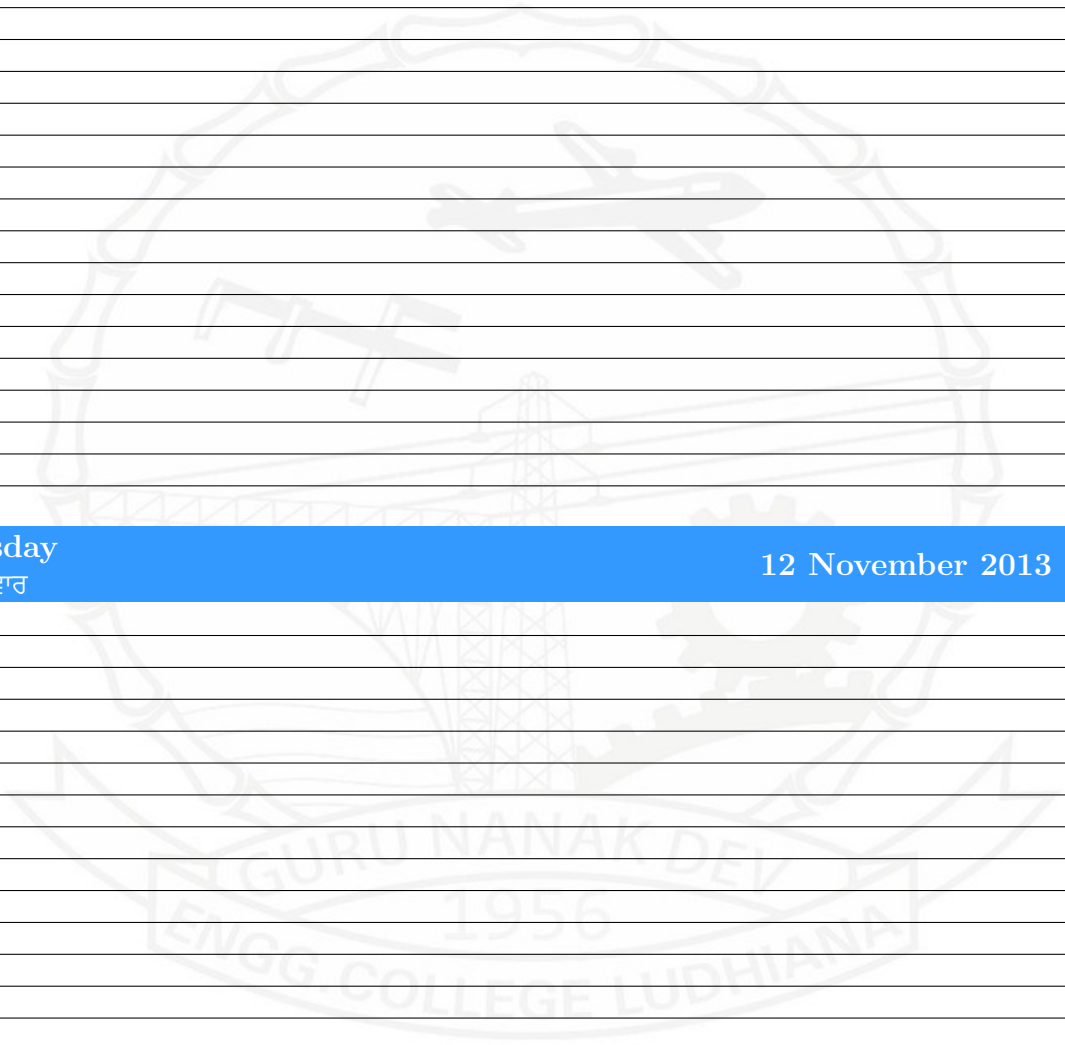 sday
12 November 2013
ਵਾਰ
GURU NANAK DEV
1956
ENGG. COLLEGE LUDHIANA